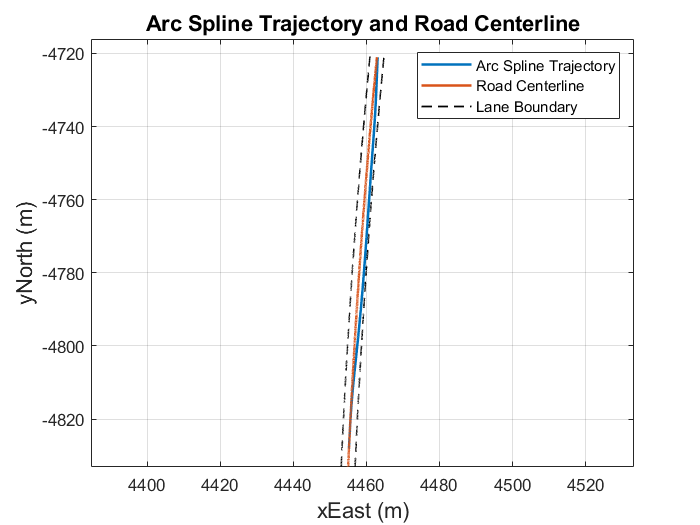 Arc Spline Trajectory and Road Centerline
Arc Spline Trajectory
Road Centerline
Lane Boundary
-4720
-4740
-4760
-4780
-4800
-4820
yNorth (m)
4400 4420 4440 4460 4480 4500 4520
xEast (m)